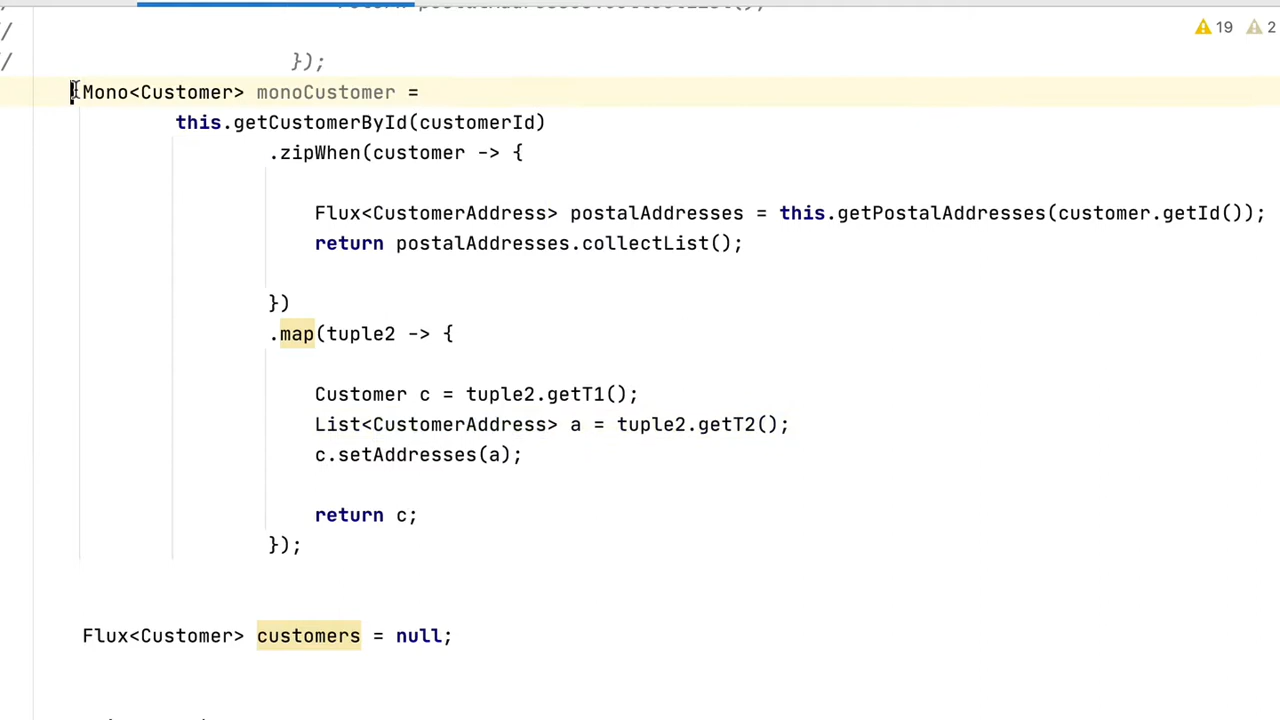 19 2
/
/ });
Mono<Customer> monoCustomer =
this.getCustomerById(customerId)
.zipWhen(customer -> {
Flux<CustomerAddress> postalAddresses = this.getPostalAddresses(customer.getId());
return postalAddresses.collectList();
})
.map(tuple2 -> {
Customer c = tuple2.getT1();
List<CustomerAddress> a = tuple2.getT2();
c.setAddresses(a);
return c;
});
Flux<Customer> customers = null;